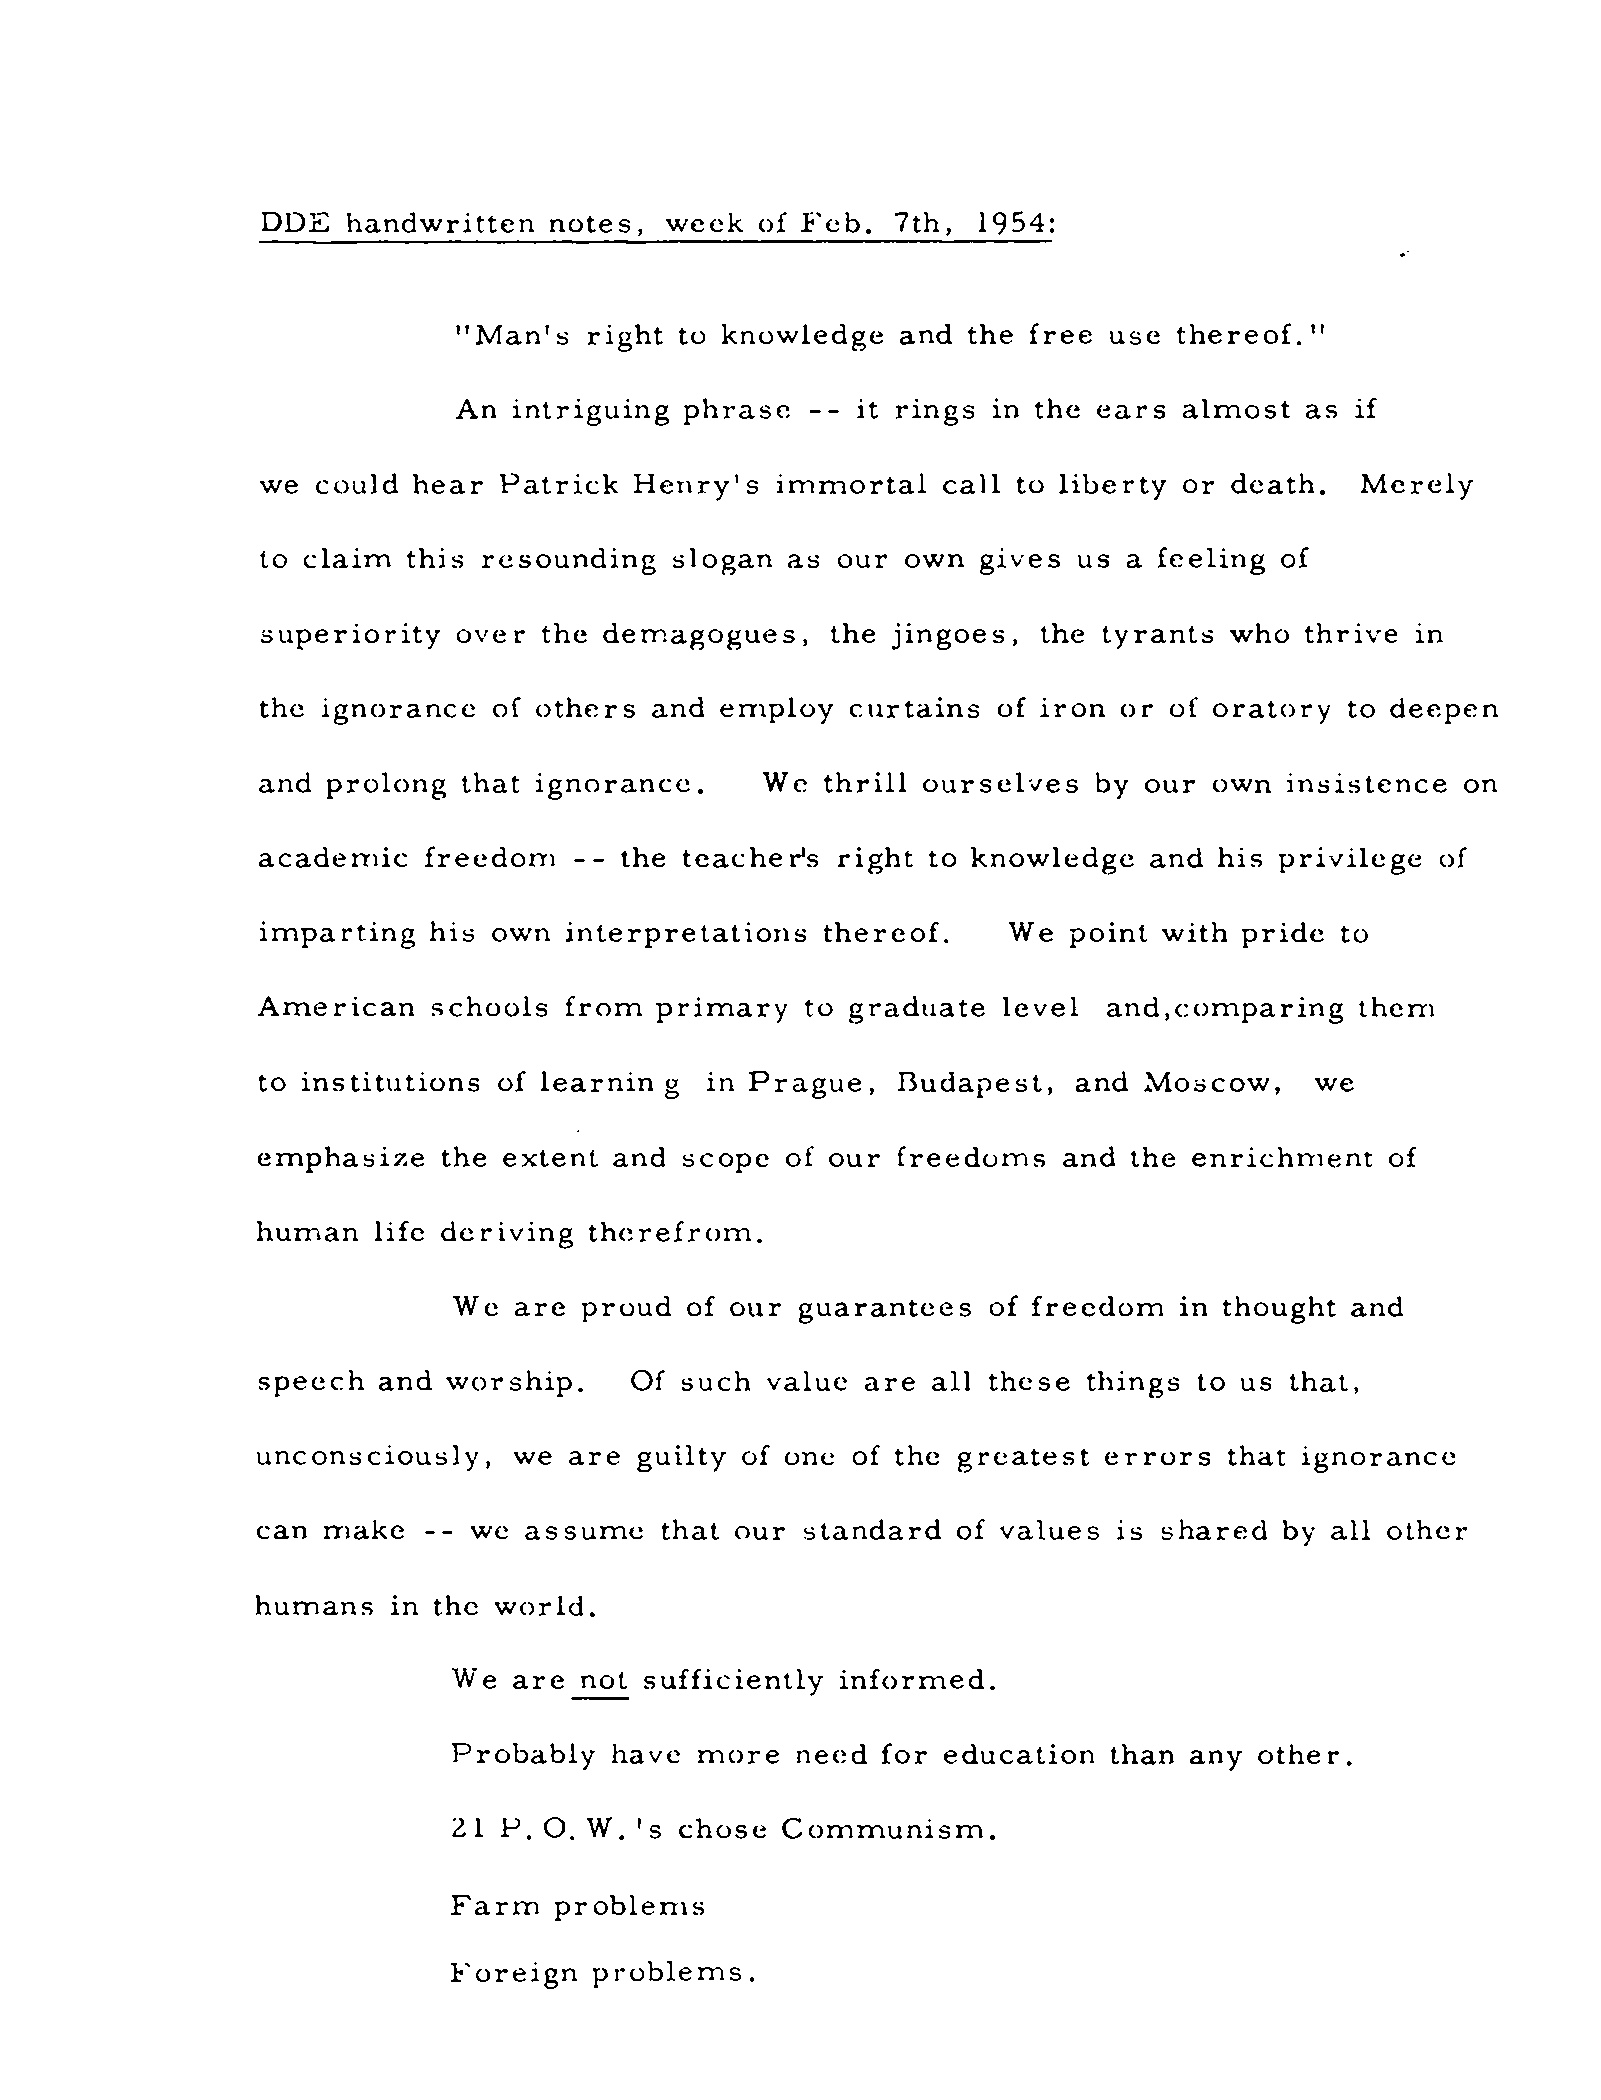 DDE handwritten notes, week of Feb. 7th, 1954:
"Man's right to knowledge and the free use thereof."
An intriguing phrase -- it rings in the ears almost as if
we could hear Patrick Henry's immortal call to liberty or death. Merely
to claim this resounding slogan as our own gives us a feeling of
superiority over the demagogues, the jingoes, the tyrants who thrive in
the ignorance of others and employ curtains of iron or of oratory to deepen
and prolong that ignorance. We thrill ourselves by our own insistence on
academic freedom -- the teacher's right to knowledge and his privilege of
imparting his own interpretations thereof. We point with pride to
American schools from primary to graduate level and,comparing them
to institutions of learnin g in Prague, Budapest, and Moscow, we
emphasize the extent and scope of our freedoms and the enrichment of
human life deriving therefrom.
We are proud of our guarantees of freedom in thought and
speech and worship. Of such value are all these things to us that,
unconsciously, we are guilty of one of the greatest errors that ignorance
can make -- we assume that our standard of values is shared by all other
humans in the world.
We are not sufficiently informed.
Probably have more need for education than any other.
21 P.O.W.'s chose Communism.
Farm problems
Foreign problems.